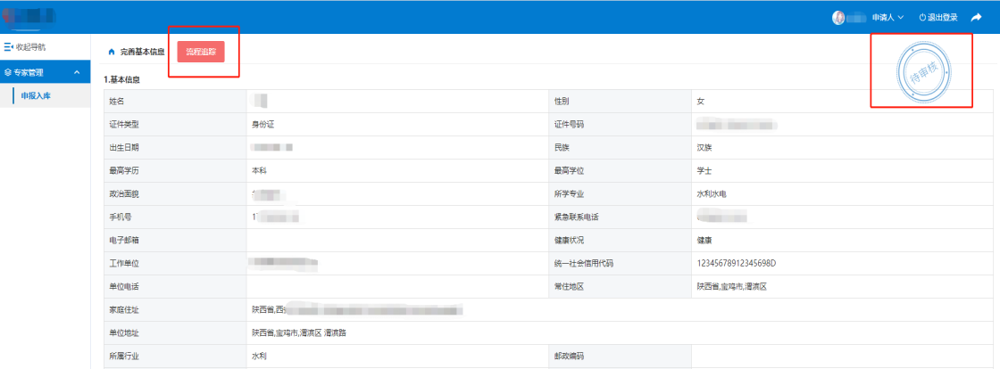 申请人 退出登录
收起导航
专家管理
申报入库
完善基本信息 流程追踪
待审核
1.基本信息
姓名 性别 女
证件类型 身份证 证件号码
出生日期 民族 汉族
最高学历 本科 最高学位 学士
政治面貌 所学专业 水利水电
手机号 1 紧急联系电话
电子邮箱 健康状况 健康
工作单位 统一社会信用代码 12345678912345698D
单位电话 常住地区 陕西省,宝鸡市,渭滨区
家庭住址 陕西省,西
单位地址 陕西省,宝鸡市,渭滨区 渭滨路
所属行业 水利 邮政编码